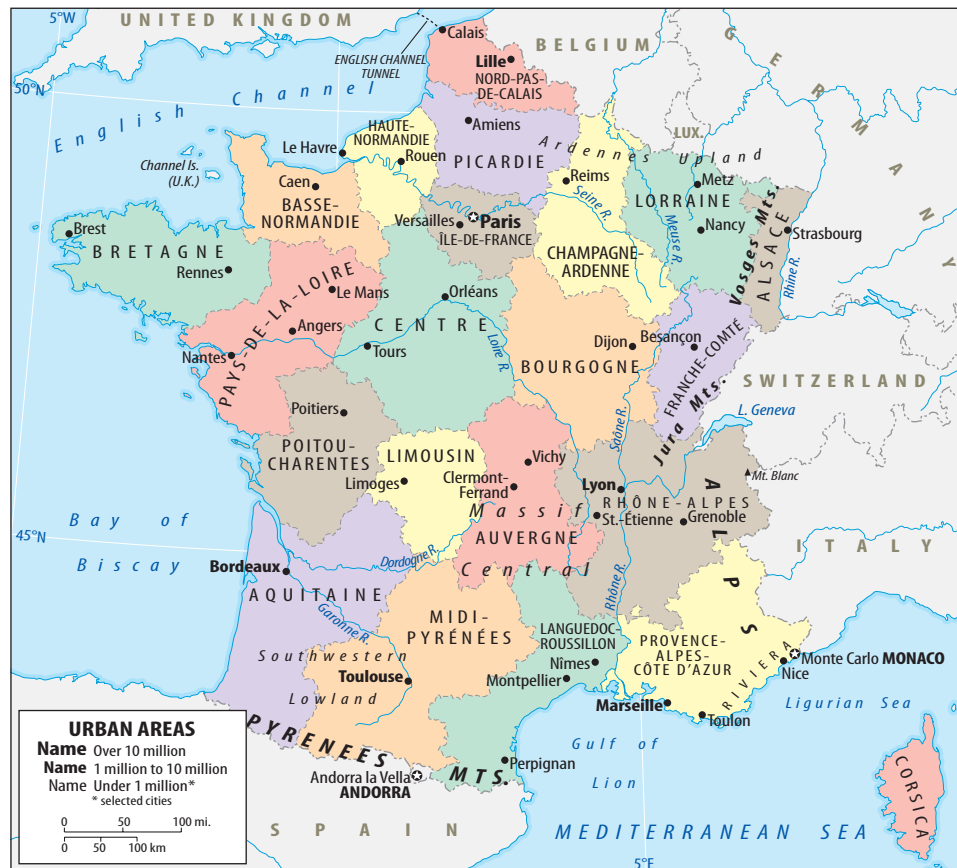 5°W
UNITED KINGDOM
Calais
BELGIUM
GERMANY
ENGLISH CHANNEL
TUNNEL
Lille
NORD-PAS-
DE-CALAIS
50°N
English Channel
Amiens
HAUTE-
NORMANDIE
Le Havre
Rouen
PICARDIE
Ardennes Upland
LUX.
Channel Is.
(U.K.)
Caen
BASSE-
NORMANDIE
Reims
Seine R.
Metz
LORRAINE
Versailles
Paris
ÎLE-DE-FRANCE
Meuse R.
Nancy
Vosges Mts.
ALSACE
Strasbourg
Rhine R.
Brest
BRETAGNE
Rennes
CHAMPAGNE-
ARDENNE
PAYS-DE-LA-LOIRE
Le Mans
Orléans
Angers
CENTRE
Loire R.
Nantes
Tours
Dijon
Besançon
BOURGOGNE
FRANCHE-COMTÉ
SWITZERLAND
Jura Mts.
L. Geneva
Poitiers
POITOU-
CHARENTES
LIMOUSIN
Limoges
Vichy
Clermont-
Ferrand
Saône R.
Mt. Blanc
Lyon
RHÔNE-ALPES
ALPS
Massif
Central
AUVERGNE
St.-Étienne
Grenoble
Bay of
Biscay
45°N
ITALY
Dordogne R.
Bordeaux
AQUITAINE
Rhône R.
Garonne R.
MIDI-
PYRÉNÉES
LANGUEDOC-
ROUSSILLON
PROVENCE-
ALPES-
CÔTE D'AZUR
RIVIERA
Southwestern
Lowland
Toulouse
Nîmes
Montpellier
Monte Carlo MONACO
Nice
Marseille
Toulon
Ligurian Sea
PYRENEES MTS.
Gulf of
Lion
Perpignan
Andorra la Vella
ANDORRA
CORSICA
SPAIN
MEDITERRANEAN SEA
5°E
URBAN AREAS
Name Over 10 million
Name 1 million to 10 million
Name Under 1 million*
* selected cities
0 50 100 mi.
0 50 100 km